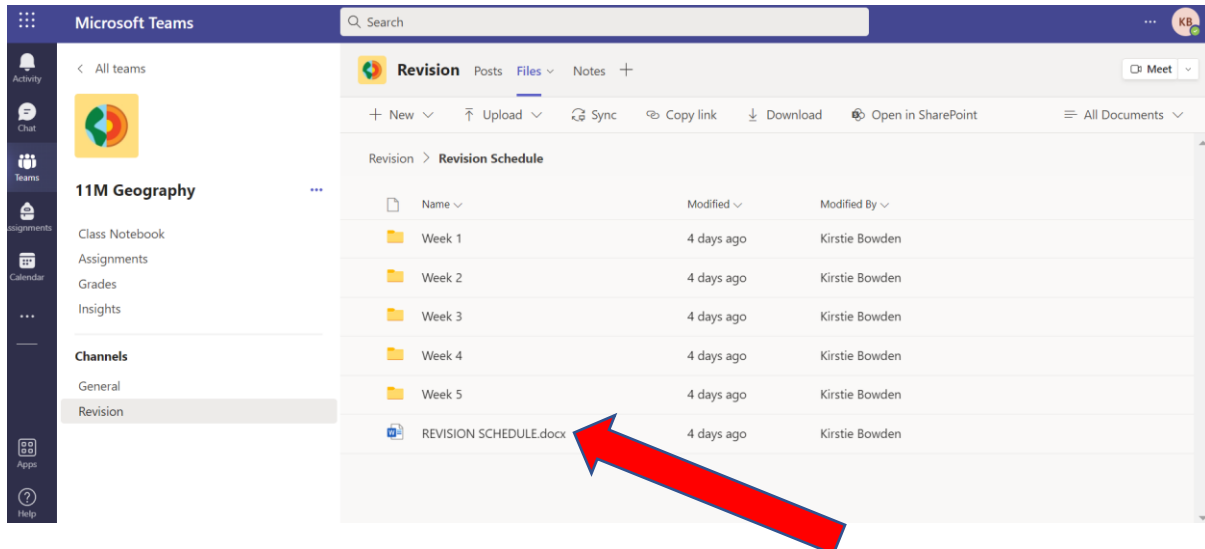 Microsoft Teams
Search
KB
Activity
Chat
Teams
ssignments
Calendar
Apps
Help
All teams
11M Geography
Class Notebook
Assignments
Grades
Insights
Channels
General
Revision
Revision Posts Files Notes
Meet
New Upload Sync Copy link Download Open in SharePoint All Documents
Revision > Revision Schedule
Name Modified Modified By
Week 1 4 days ago Kirstie Bowden
Week 2 4 days ago Kirstie Bowden
Week 3 4 days ago Kirstie Bowden
Week 4 4 days ago Kirstie Bowden
Week 5 4 days ago Kirstie Bowden
REVISION SCHEDULE.docx 4 days ago Kirstie Bowden